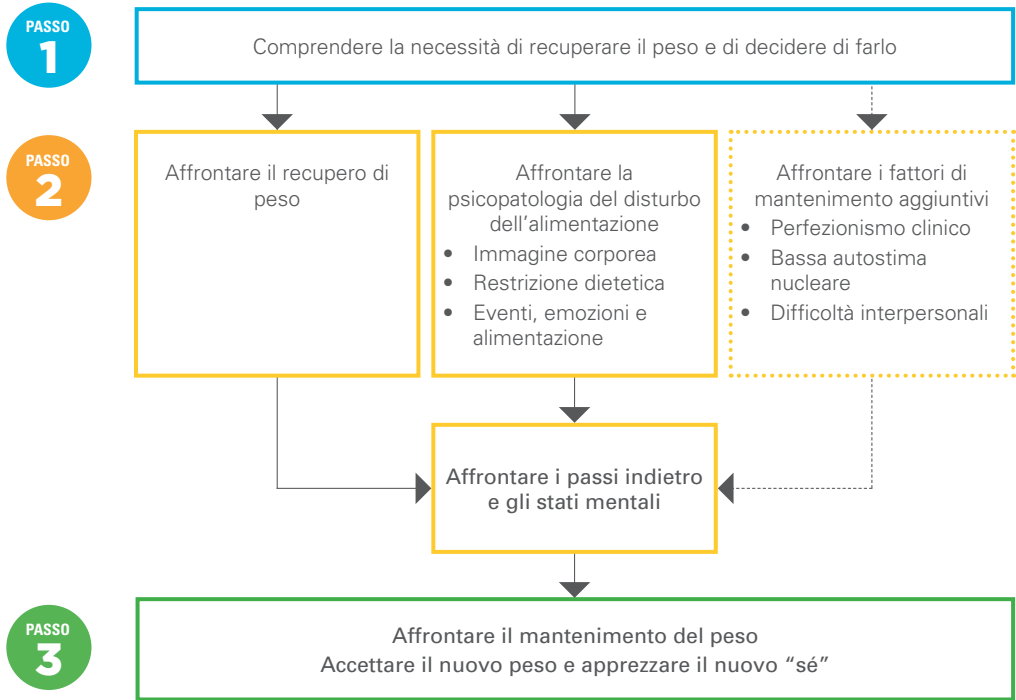 PASSO
1
Comprendere la necessità di recuperare il peso e di decidere di farlo
PASSO
2
Affrontare il recupero di
peso
Affrontare la
psicopatologia del disturbo
dell'alimentazione
• Immagine corporea
• Restrizione dietetica
• Eventi, emozioni e
alimentazione
Affrontare i fattori di
mantenimento aggiuntivi
• Perfezionismo clinico
• Bassa autostima
nucleare
• Difficoltà interpersonali
Affrontare i passi indietro
e gli stati mentali
PASSO
3
Affrontare il mantenimento del peso
Accettare il nuovo peso e apprezzare il nuovo “sé”